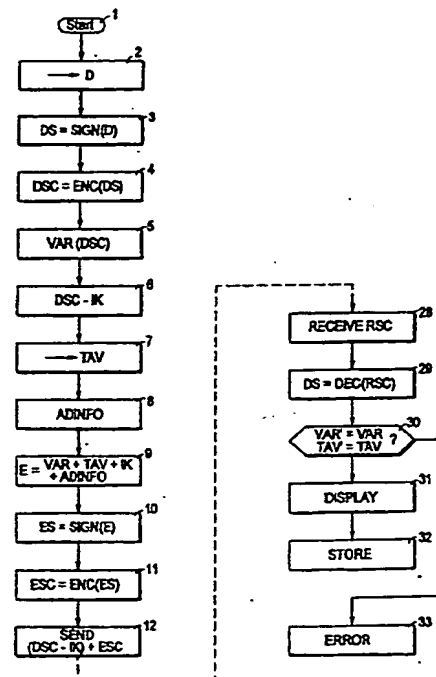 Start 1
2
→ D
3
DS = SIGN(D)
4
DSC = ENC(DS)
5
VAR (DSC)
6
DSC - IK
7
→ TAV
8
ADINFO
9
E = VAR + TAV + IK
+ ADINFO
10
ES = SIGN(E)
11
ESC = ENC(ES)
12
SEND
(DSC - IK) + ESC
28
RECEIVE RSC
29
DS = DEC(RSC)
30
VAR' = VAR
TAV' = TAV ?
31
DISPLAY
32
STORE
33
ERROR